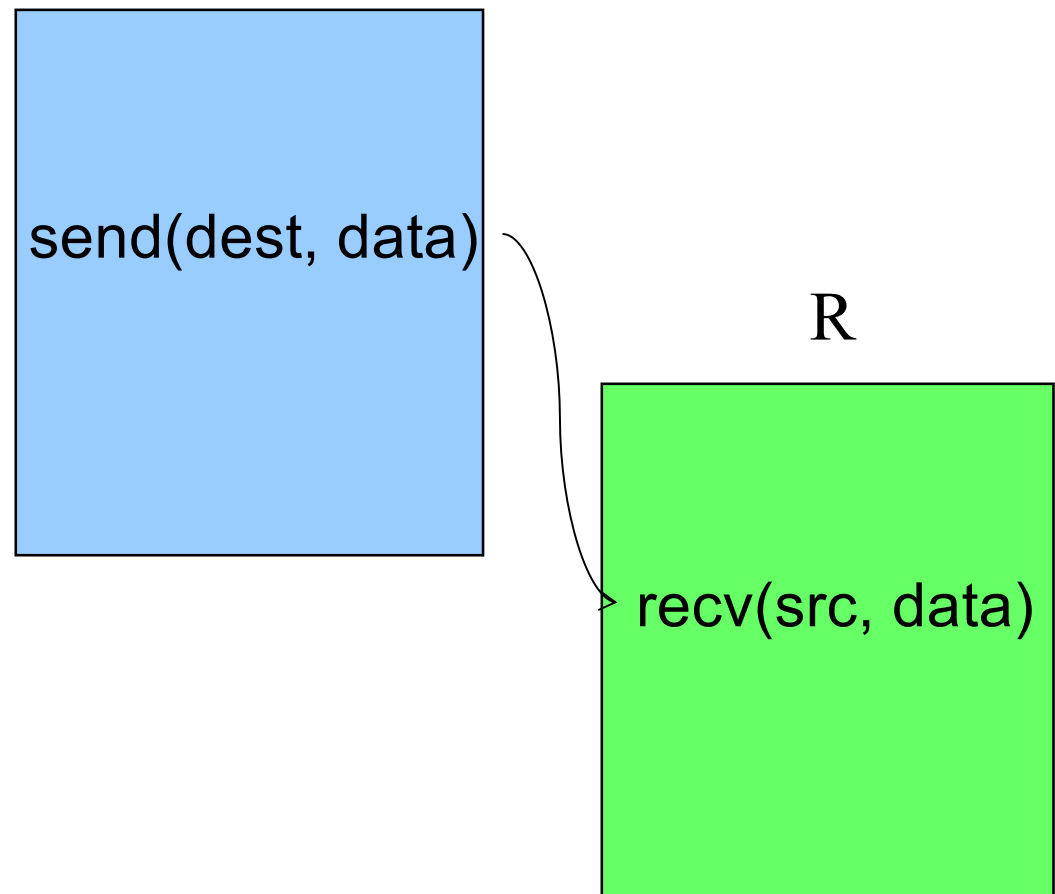 send(dest, data)
R
recv(src, data)